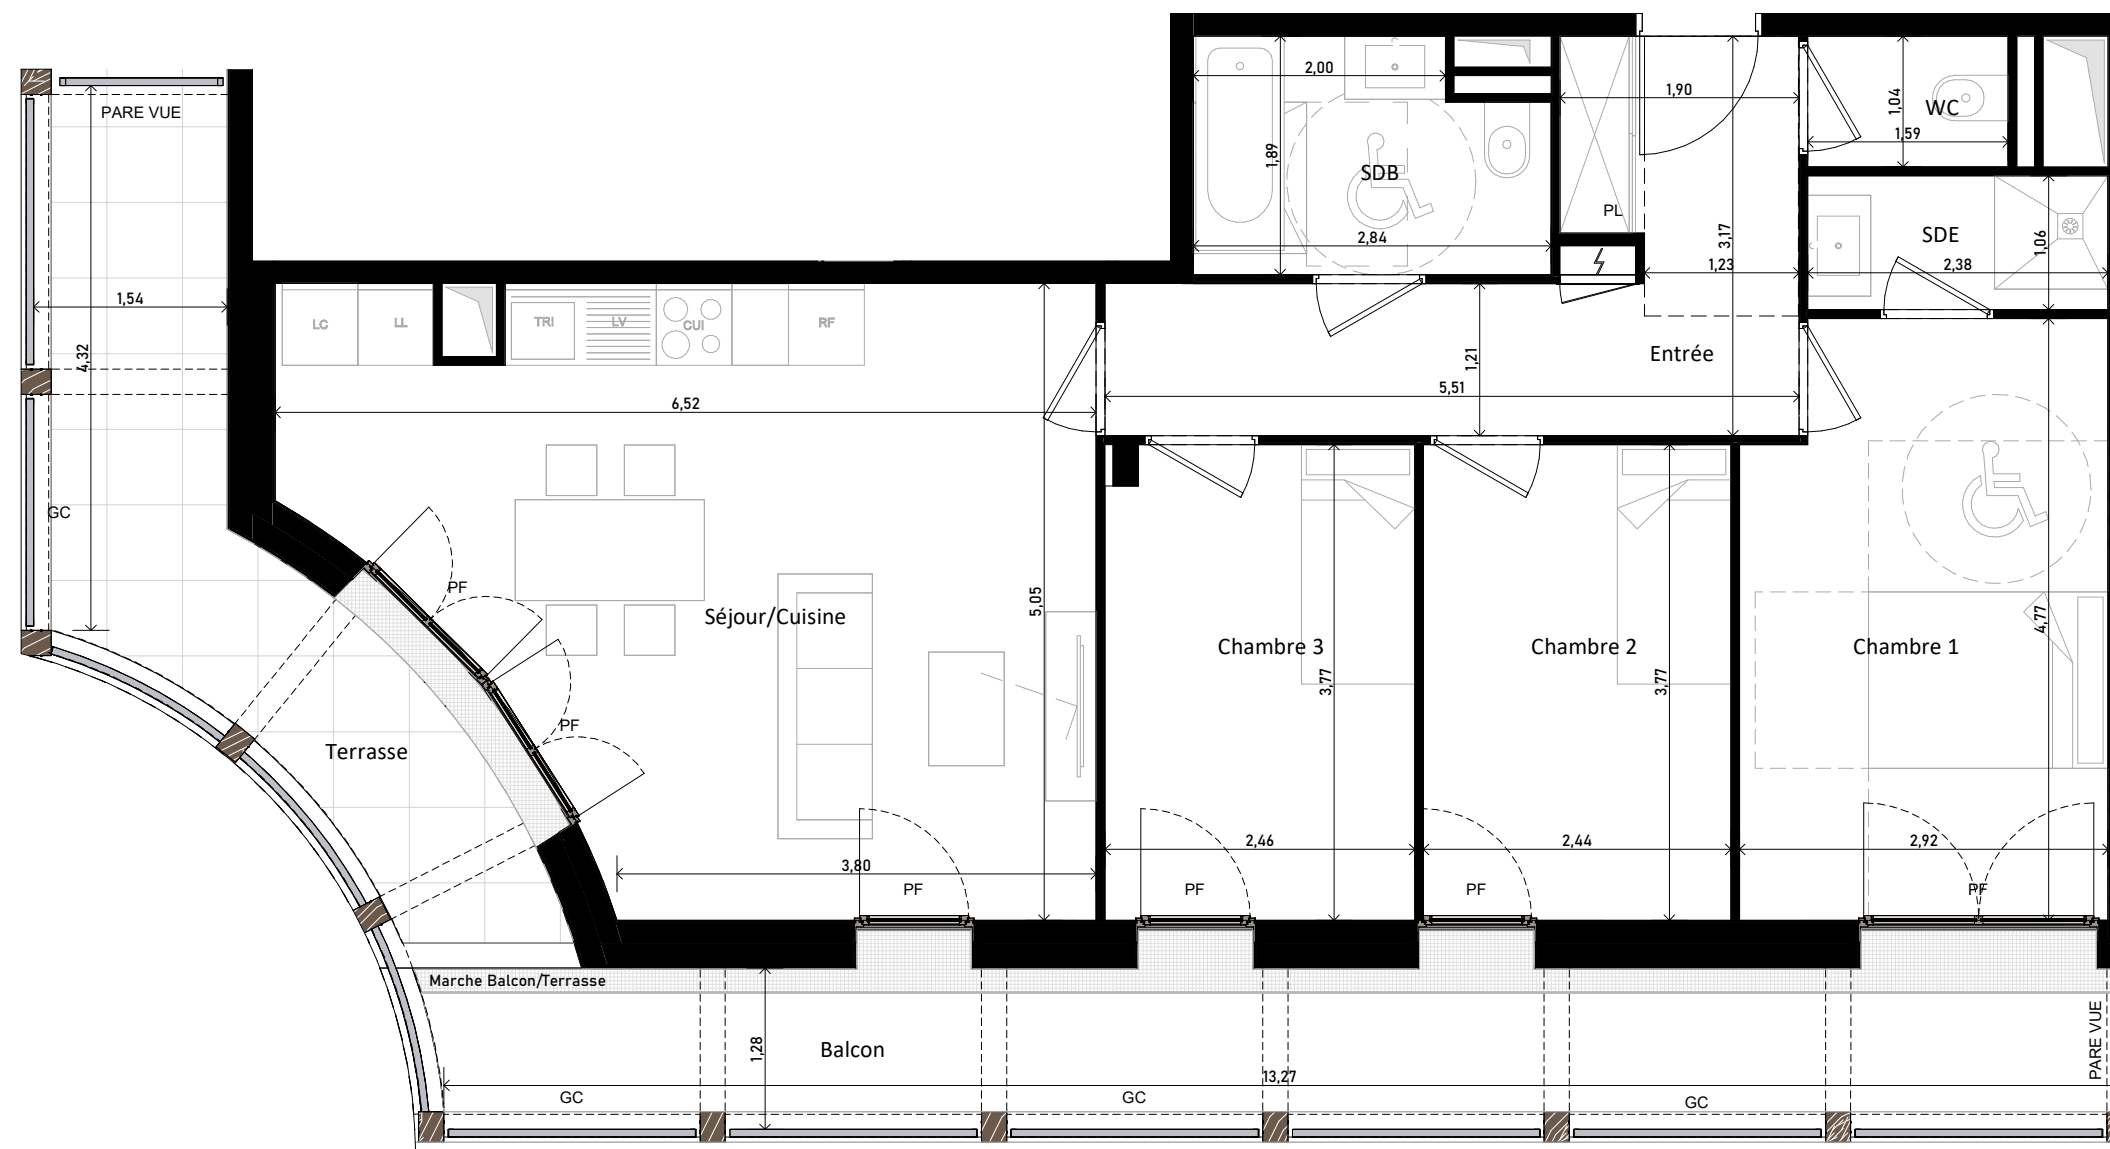 PARE VUE
2,00
1,90
1,04
WC
1,59
1,89
SDB
PL
2,84
3,17
1,23
SDE
1,06
2,38
1,54
4,32
LC
LL
TRI
LV
CUI
RF
1,21
Entrée
5,51
6,52
GC
PF
PF
Séjour/Cuisine
5,05
Chambre 3
3,77
Chambre 2
3,77
Chambre 1
4,77
Terrasse
3,80
2,46
2,44
2,92
PF
PF
PF
PF
Marche Balcon/Terrasse
1,28
Balcon
PARE VUE
13,27
GC
GC
GC